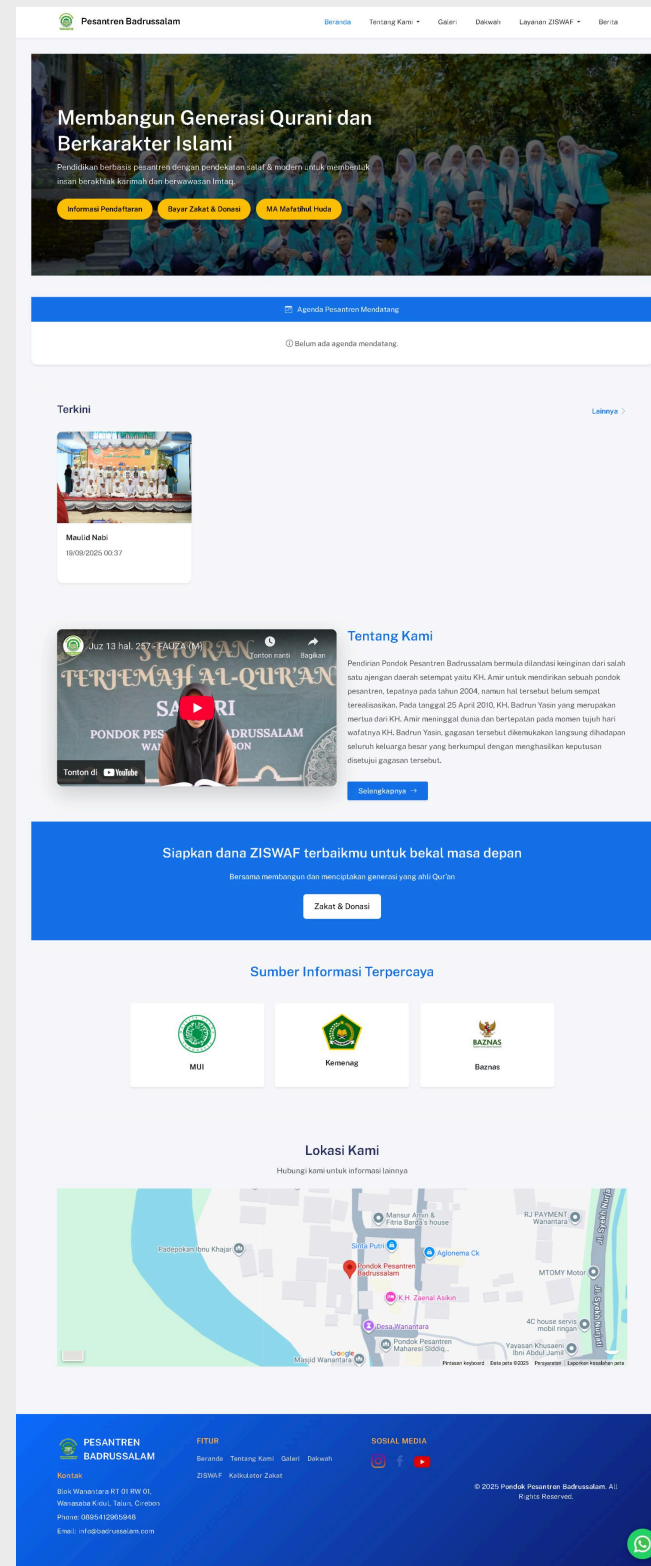 Pesantren Badrussalam
Beranda
Tentang Kami
Galeri
Dakwah
Layanan ZISWAF
Berita
Membangun Generasi Qurani dan
Berkarakter Islami
Pendidikan berbasis pesantren dengan pendekatan salaf & modern untuk membentuk
insan berakhlak karimah dan berwawasan Imtaq.
Informasi Pendaftaran
Bayar Zakat & Donasi
MA Mafatihul Huda
Agenda Pesantren Mendatang
Belum ada agenda mendatang.
Terkini
Lainnya
Maulid Nabi
19/09/2025 00:37
Juz 13 hal. 257 - FAUZA (M)
Tonton nanti
Bagikan
SETORAN
TERJEMAH AL-QUR'AN
PONDOK PES
ADRUSSALAM
Tonton di YouTube
Tentang Kami
Pendirian Pondok Pesantren Badrussalam bermula dilandasi keinginan dari salah
satu ajengan daerah setempat yaitu KH. Amir untuk mendirikan sebuah pondok
pesantren, tepatnya pada tahun 2004, namun hal tersebut belum sempat
terealisasikan. Pada tanggal 25 April 2010, KH. Badrun Yasin yang merupakan
mertua dari KH. Amir meninggal dunia dan bertepatan pada momen tujuh hari
wafatnya KH. Badrun Yasin, gagasan tersebut dikemukakan langsung dihadapan
seluruh keluarga besar yang berkumpul dengan menghasilkan keputusan
disetujui gagasan tersebut.
Selengkapnya
Siapkan dana ZISWAF terbaikmu untuk bekal masa depan
Bersama membangun dan menciptakan generasi yang ahli Qur'an
Zakat & Donasi
Sumber Informasi Terpercaya
MUI
Kemenag
BAZNAS
Baznas
Lokasi Kami
Hubungi kami untuk informasi lainnya
Mansur Amin &
Fitria Barda's house
RJ PAYMENT
Wanantara
Jl. Syekh Nurjati
Padepokan Ibnu Khajar
Sinta Putri
Aglonema Ck
Pondok Pesantren
Badrussalam
MTOMY Motor
K.H. Zaenal Asikin
Jl. Syekh Nurjati
Desa Wanantara
4C house servis
mobil ringan
Pondok Pesantren
Maharesi Siddiq...
Yayasan Khusaeni
Ibni Abdul Jamil
Google
Masjid Wanantara
Pintasan keyboard
Data peta ©2025
Persyaratan
Laporkan kesalahan peta
PESANTREN
BADRUSSALAM
Kontak
Blok Wanantara RT 01 RW 01,
Wanasaba Kidul, Talun, Cirebon
Phone: 0895412965948
Email: info@badrussalam.com
FITUR
Beranda Tentang Kami Galeri Dakwah
ZISWAF Kalkulator Zakat
SOSIAL MEDIA
© 2025 Pondok Pesantren Badrussalam. All
Rights Reserved.